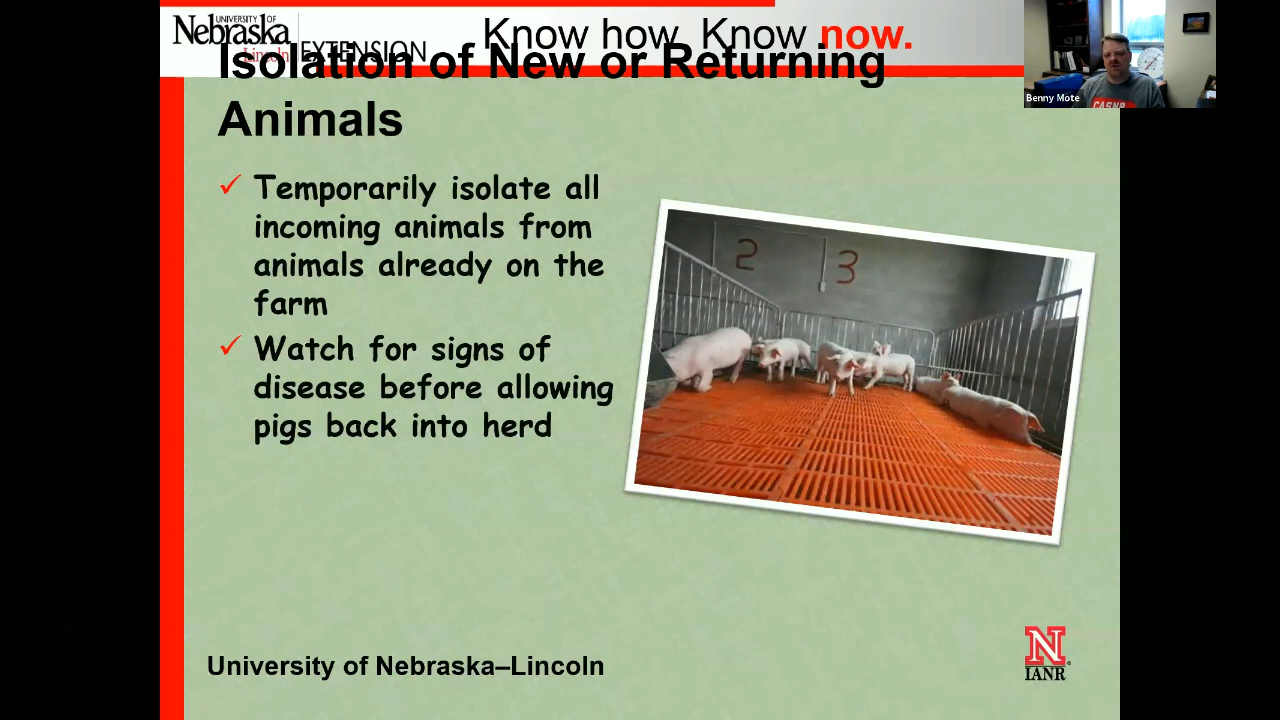 UNIVERSITY OF
Nebraska
Lincoln EXTENSION
Know how. Know now.
Isolation of New or Returning
Animals
Benny Mote
CASNR
✓ Temporarily isolate all
incoming animals from
animals already on the
farm
✓ Watch for signs of
disease before allowing
pigs back into herd
2
3
University of Nebraska–Lincoln
N
IANR